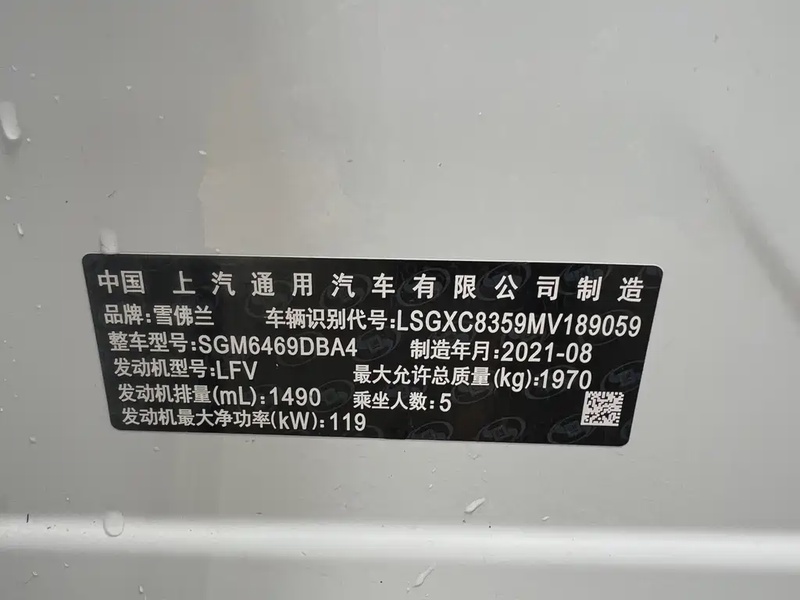 中国 上汽通用汽车有限公司制造
品牌:雪佛兰 车辆识别代号:LSGXC8359MV189059
整车型号:SGM6469DBA4 制造年月:2021-08
发动机型号:LFV 最大允许总质量(kg):1970
发动机排量(mL):1490 乘坐人数:5
发动机最大净功率(kW):119